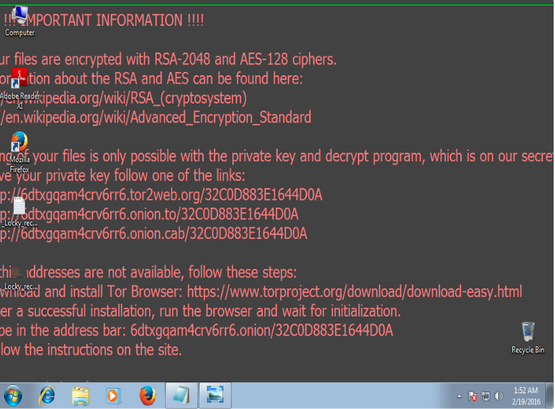 !!! IMPORTANT INFORMATION !!!!
Computer
ur files are encrypted with RSA-2048 and AES-128 ciphers.
mation about the RSA and AES can be found here:
Adobe Reader XI
//en.wikipedia.org/wiki/RSA_(cryptosystem)
//en.wikipedia.org/wiki/Advanced_Encryption_Standard
Mozilla Firefox
of your files is only possible with the private key and decrypt program, which is on our secre
ve your private key follow one of the links:
p://6dtxgqam4crv6rr6.tor2web.org/32C0D883E1644D0A
p://6dtxgqam4crv6rr6.onion.to/32C0D883E1644D0A
_Locky_rec...
p://6dtxgqam4crv6rr6.onion.cab/32C0D883E1644D0A
thi addresses are not available, follow these steps:
_Locky_rec...
wnload and install Tor Browser: https://www.torproject.org/download/download-easy.html
er a successful installation, run the browser and wait for initialization.
pe in the address bar: 6dtxgqam4crv6rr6.onion/32C0D883E1644D0A
low the instructions on the site.
Recycle Bin
1:52 AM
2/19/2016